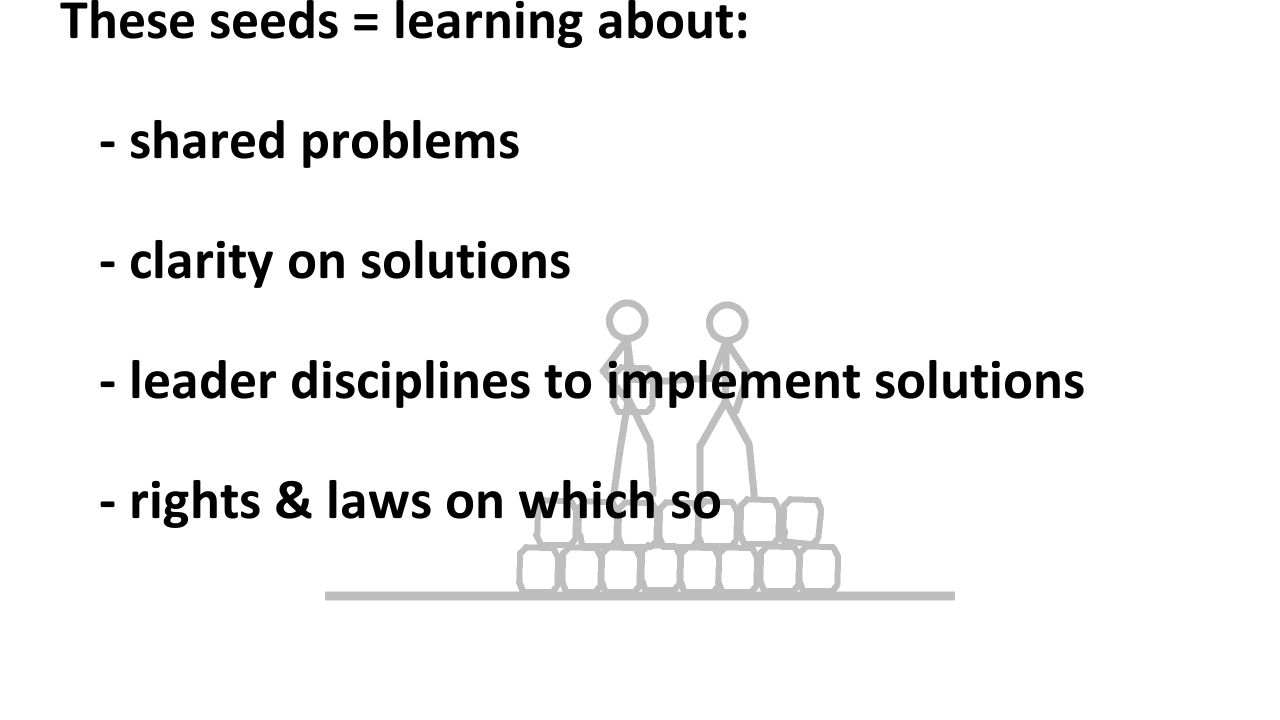 These seeds = learning about:
- shared problems
- clarity on solutions
- leader disciplines to implement solutions
- rights & laws on which so